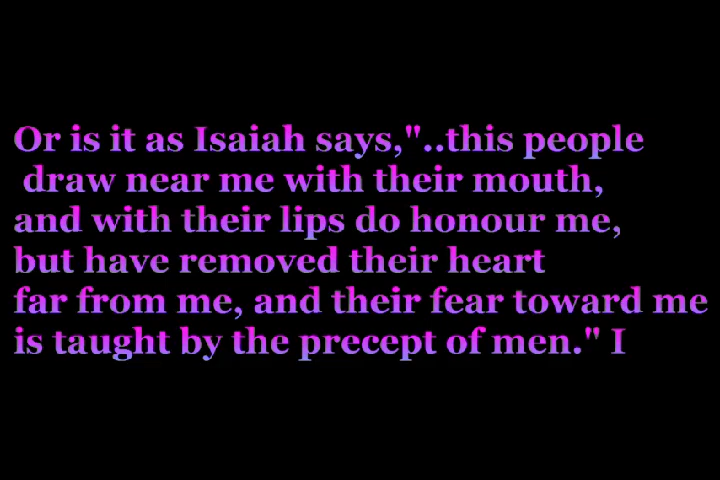 Or is it as Isaiah says,"..this people
draw near me with their mouth,
and with their lips do honour me,
but have removed their heart
far from me, and their fear toward me
is taught by the precept of men." I